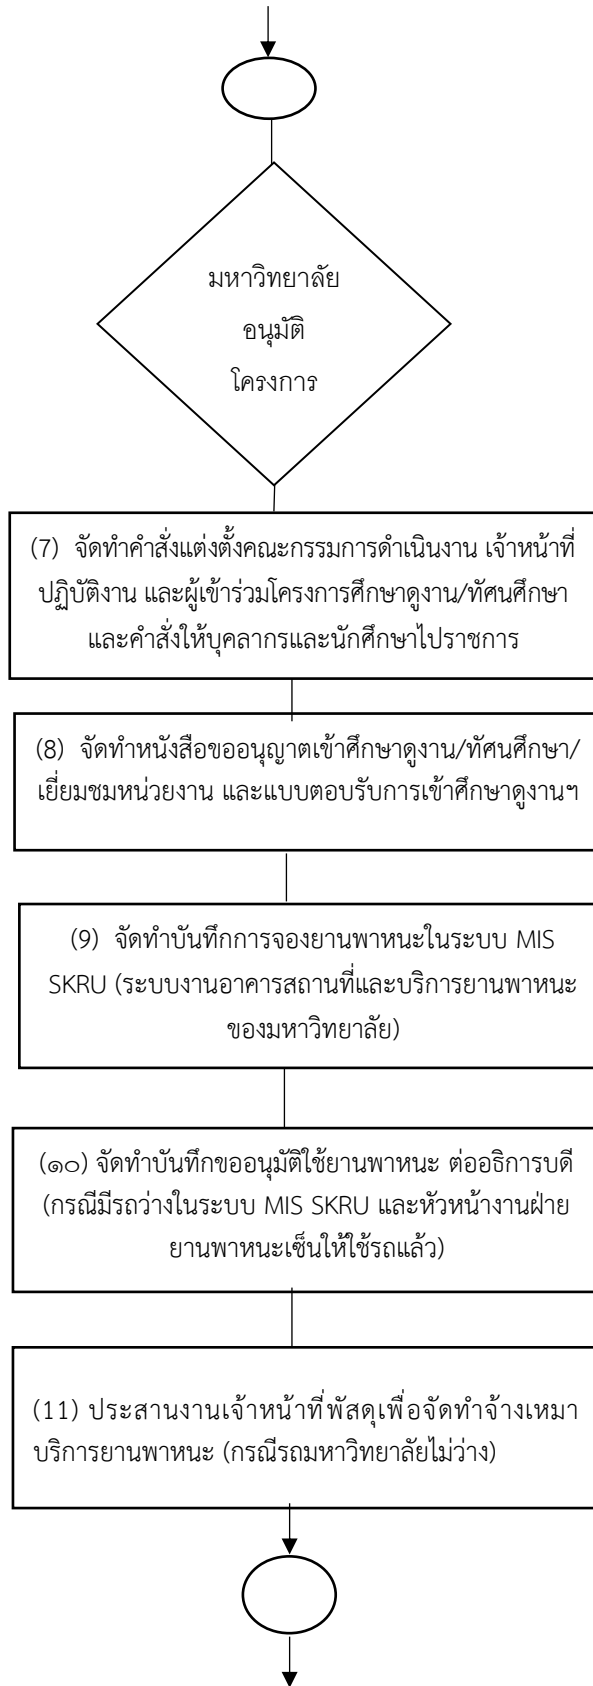 มหาวิทยาลัย
อนุมัติ
โครงการ
(7) จัดทำคำสั่งแต่งตั้งคณะกรรมการดำเนินงาน เจ้าหน้าที่
ปฏิบัติงาน และผู้เข้าร่วมโครงการศึกษาดูงาน/ทัศนศึกษา
และคำสั่งให้บุคลากรและนักศึกษาไปราชการ
(8) จัดทำหนังสือขออนุญาตเข้าศึกษาดูงาน/ทัศนศึกษา/
เยี่ยมชมหน่วยงาน และแบบตอบรับการเข้าศึกษาดูงานฯ
(9) จัดทำบันทึกการจองยานพาหนะในระบบ MIS
SKRU (ระบบงานอาคารสถานที่และบริการยานพาหนะ
ของมหาวิทยาลัย)
(๑๐) จัดทำบันทึกขออนุมัติใช้ยานพาหนะ ต่ออธิการบดี
(กรณีมีรถว่างในระบบ MIS SKRU และหัวหน้างานฝ่าย
ยานพาหนะเซ็นให้ใช้รถแล้ว)
(11) ประสานงานเจ้าหน้าที่พัสดุเพื่อจัดทำจ้างเหมา
บริการยานพาหนะ (กรณีรถมหาวิทยาลัยไม่ว่าง)